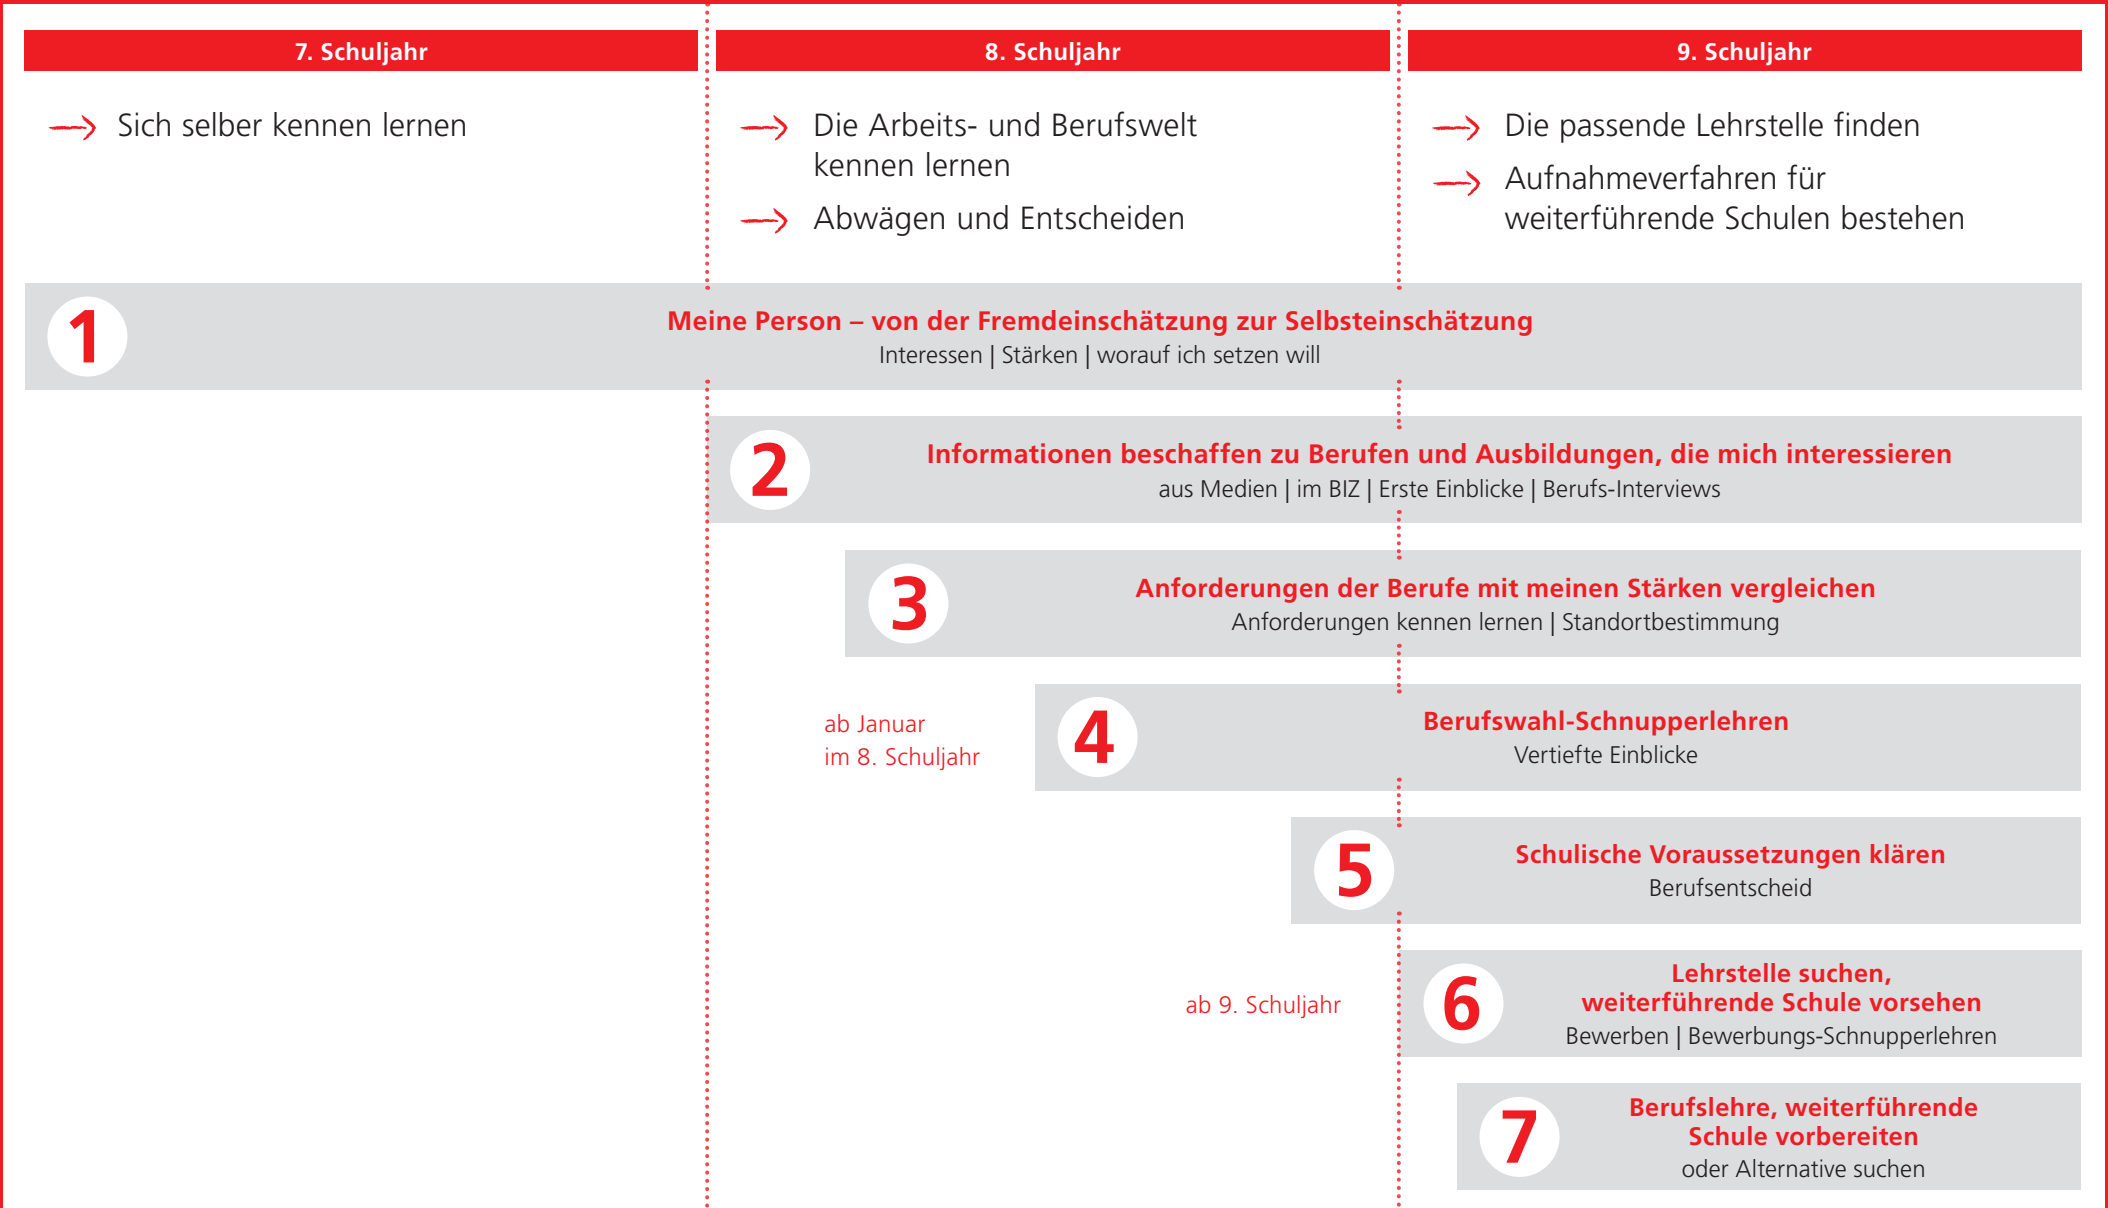 7. Schuljahr
8. Schuljahr
9. Schuljahr
Sich selber kennen lernen
Die Arbeits- und Berufswelt
kennen lernen
Abwägen und Entscheiden
Die passende Lehrstelle finden
Aufnahmeverfahren für
weiterführende Schulen bestehen
1
Meine Person – von der Fremdeinschätzung zur Selbsteinschätzung
Interessen | Stärken | worauf ich setzen will
2
Informationen beschaffen zu Berufen und Ausbildungen, die mich interessieren
aus Medien | im BIZ | Erste Einblicke | Berufs-Interviews
3
Anforderungen der Berufe mit meinen Stärken vergleichen
Anforderungen kennen lernen | Standortbestimmung
ab Januar
im 8. Schuljahr
4
Berufswahl-Schnupperlehren
Vertiefte Einblicke
5
Schulische Voraussetzungen klären
Berufsentscheid
ab 9. Schuljahr
6
Lehrstelle suchen,
weiterführende Schule vorsehen
Bewerben | Bewerbungs-Schnupperlehren
7
Berufslehre, weiterführende
Schule vorbereiten
oder Alternative suchen